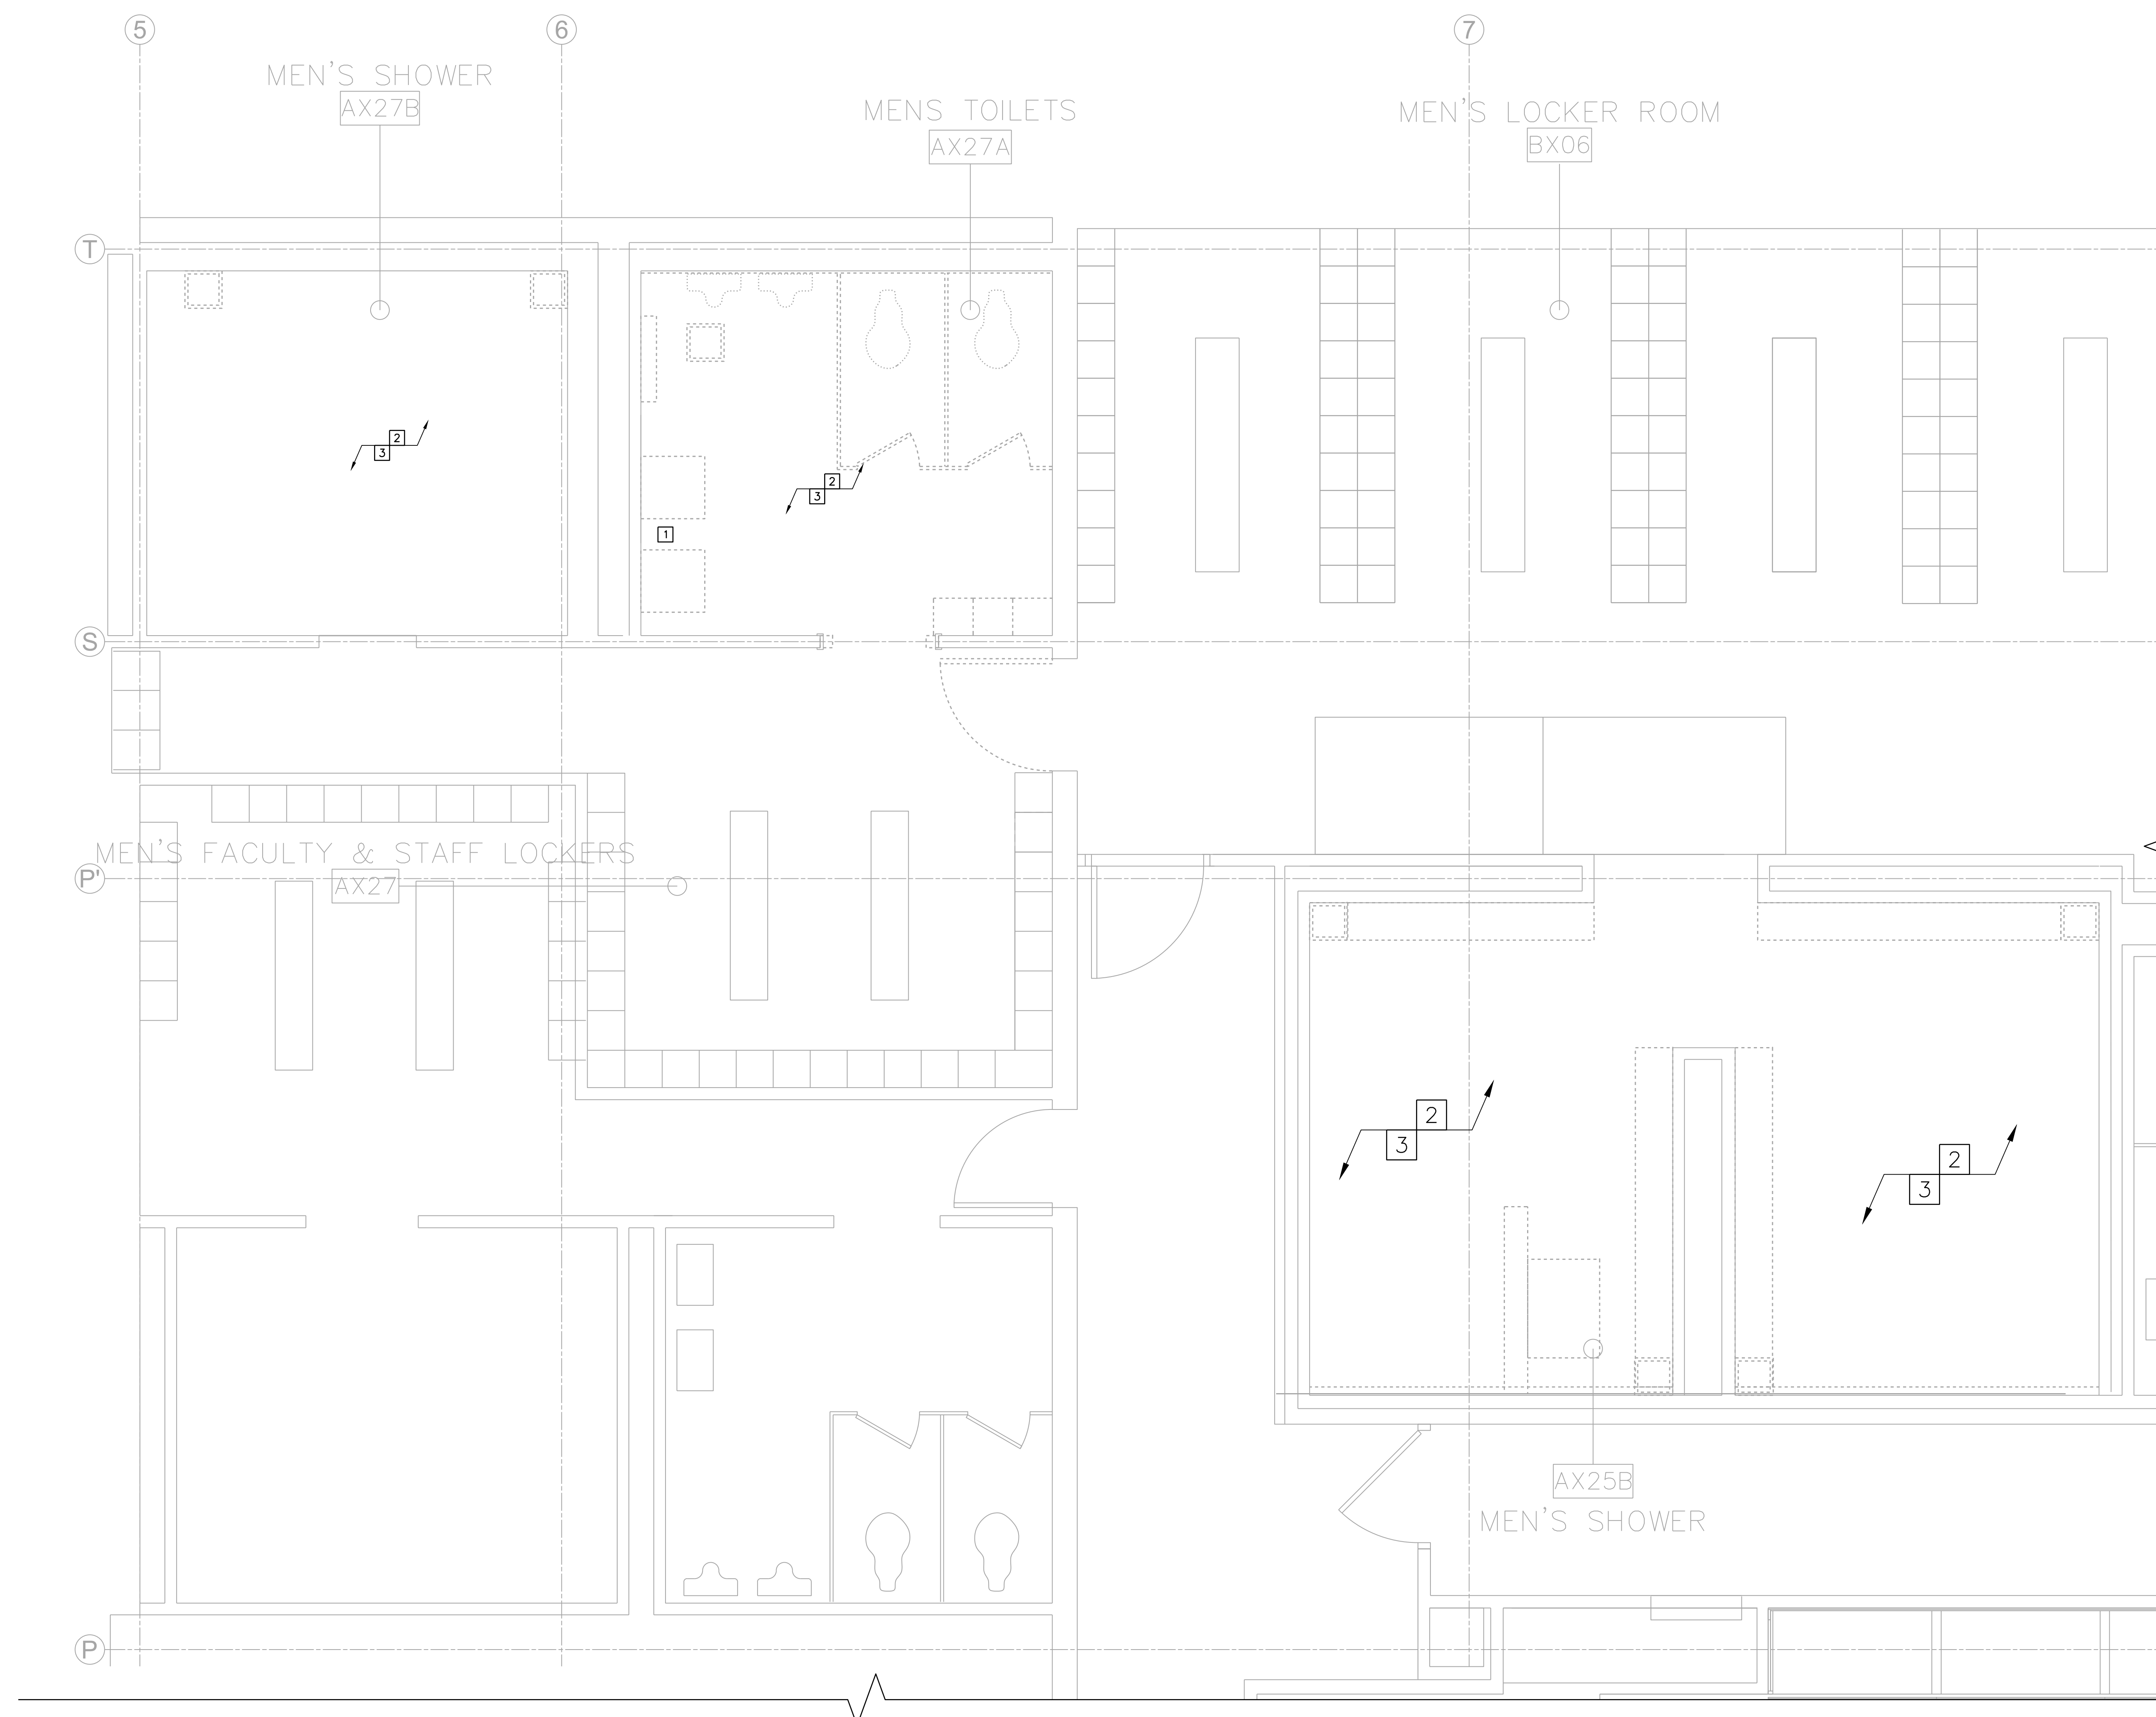 5
6
7
MEN'S SHOWER
AX27B
MENS TOILETS
AX27A
MEN'S LOCKER ROOM
BX06
T
2
3
2
3
1
S
MEN'S FACULTY & STAFF LOCKERS
P'
AX27
2
3
2
3
AX25B
MEN'S SHOWER
P